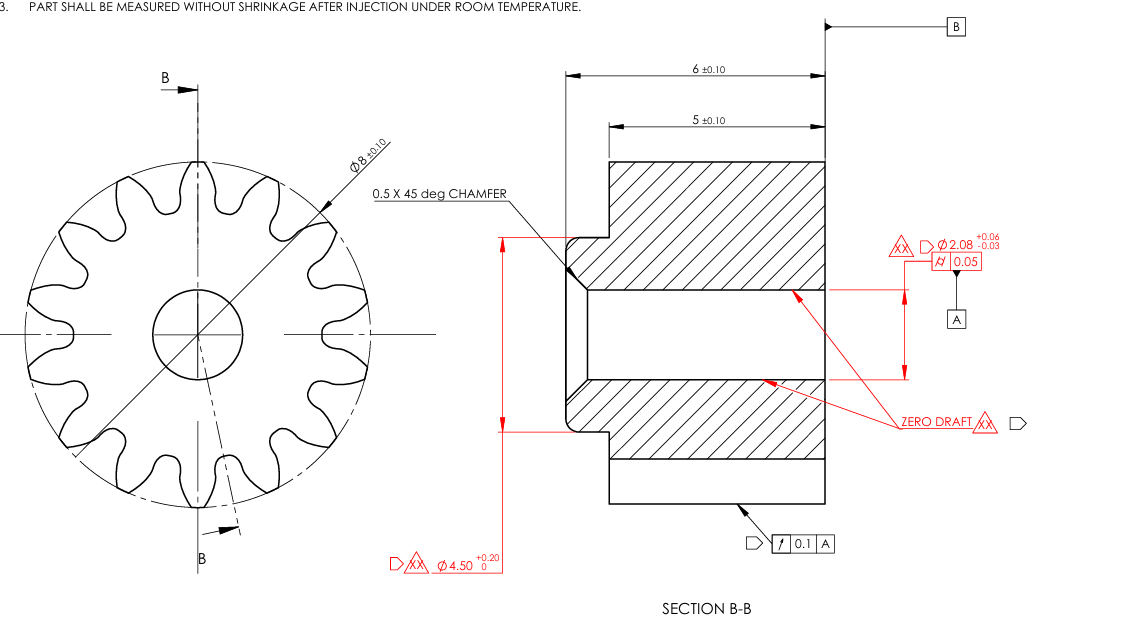 3. PART SHALL BE MEASURED WITHOUT SHRINKAGE AFTER INJECTION UNDER ROOM TEMPERATURE.
B
6 ±0.10
B
5 ±0.10
Ø8 ±0.10
0.5 X 45 deg CHAMFER
XX Ø2.08 +0.06 -0.03
⌭ 0.05
A
ZERO DRAFT XX
B
↗ 0.1 A
XX Ø4.50 +0.20 0
SECTION B-B